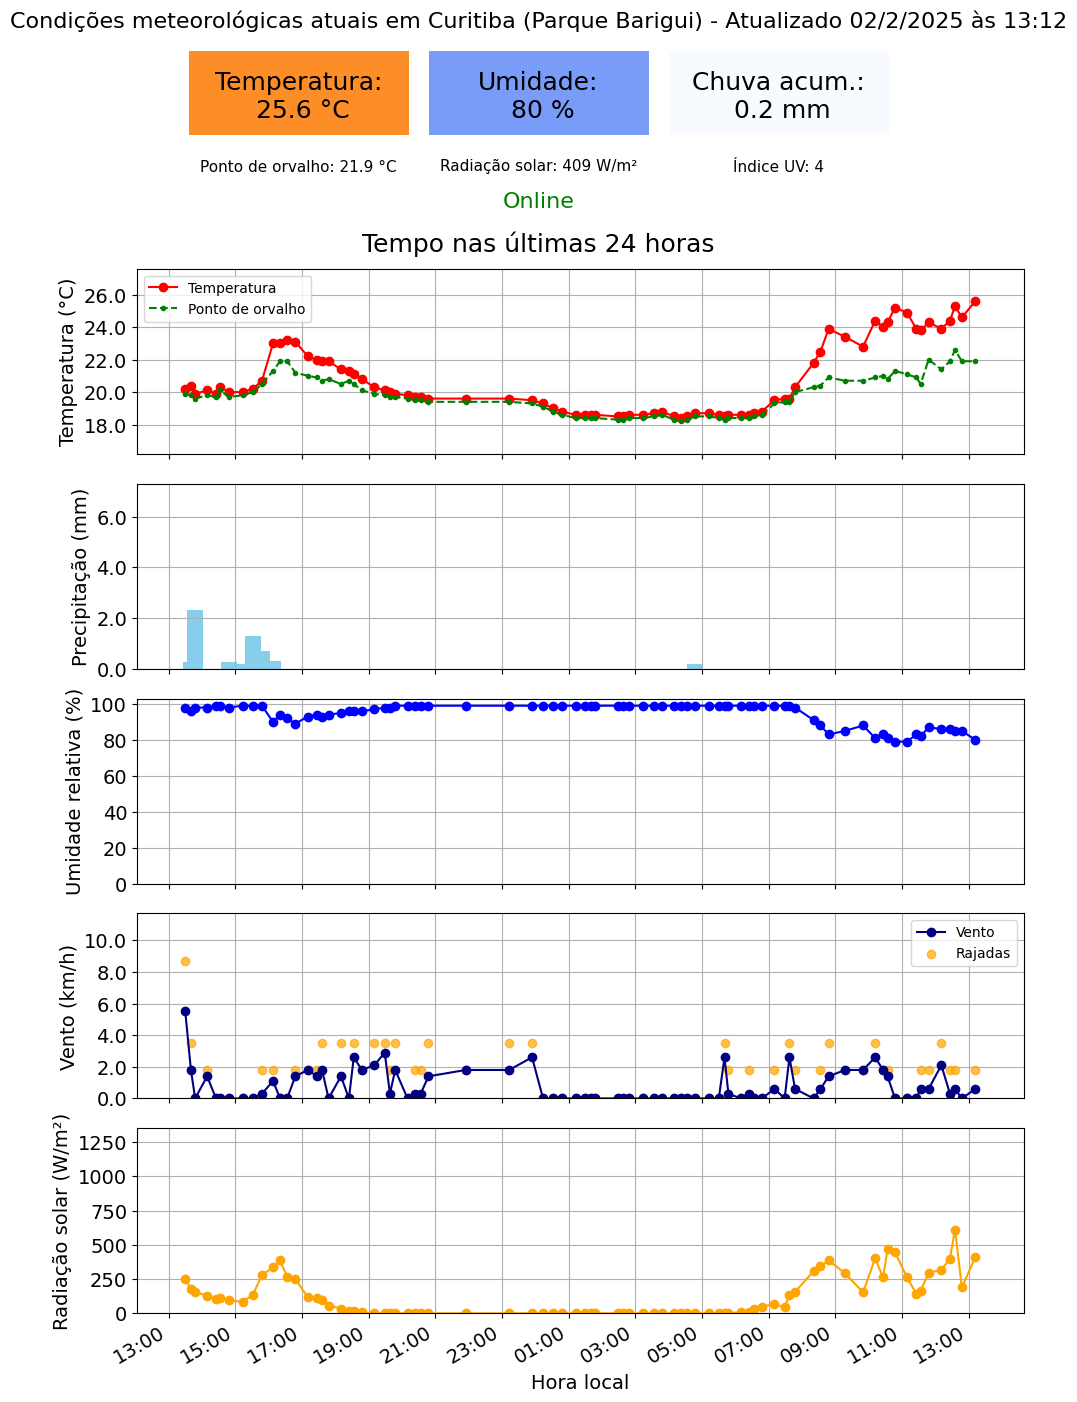 Condições meteorológicas atuais em Curitiba (Parque Barigui) - Atualizado 02/2/2025 às 13:12
Temperatura:
25.6 °C
Umidade:
80 %
Chuva acum.:
0.2 mm
Ponto de orvalho: 21.9 °C
Radiação solar: 409 W/m²
Índice UV: 4
Online
Tempo nas últimas 24 horas
Temperatura (°C)
26.0
24.0
22.0
20.0
18.0
Temperatura
Ponto de orvalho
Precipitação (mm)
6.0
4.0
2.0
0.0
Umidade relativa (%)
100
80
60
40
20
0
Vento (km/h)
10.0
8.0
6.0
4.0
2.0
0.0
Vento
Rajadas
Radiação solar (W/m²)
1250
1000
750
500
250
0
13:00
15:00
17:00
19:00
21:00
23:00
01:00
03:00
05:00
07:00
09:00
11:00
13:00
Hora local